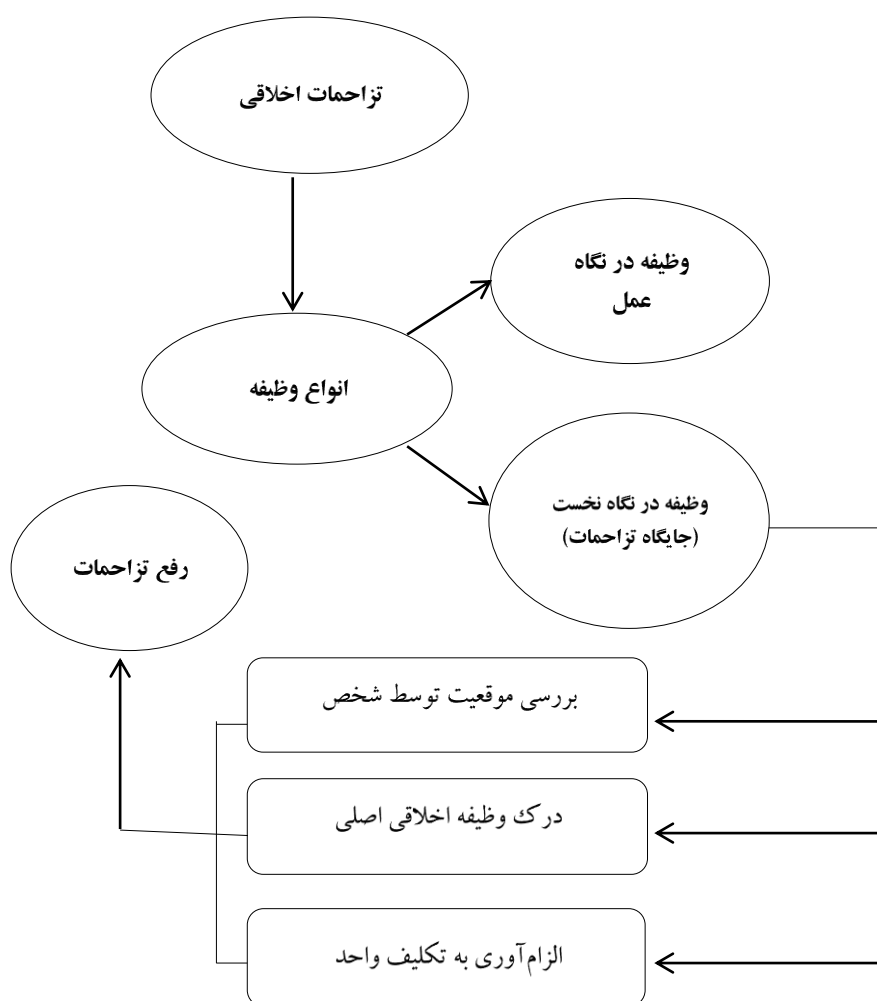 تزاحمات اخلاقی
وظیفه در نگاه
عمل
انواع وظیفه
وظیفه در نگاه نخست
(جایگاه تزاحمات)
رفع تزاحمات
بررسی موقعیت توسط شخص
درک وظیفه اخلاقی اصلی
الزام‌آوری به تکلیف واحد